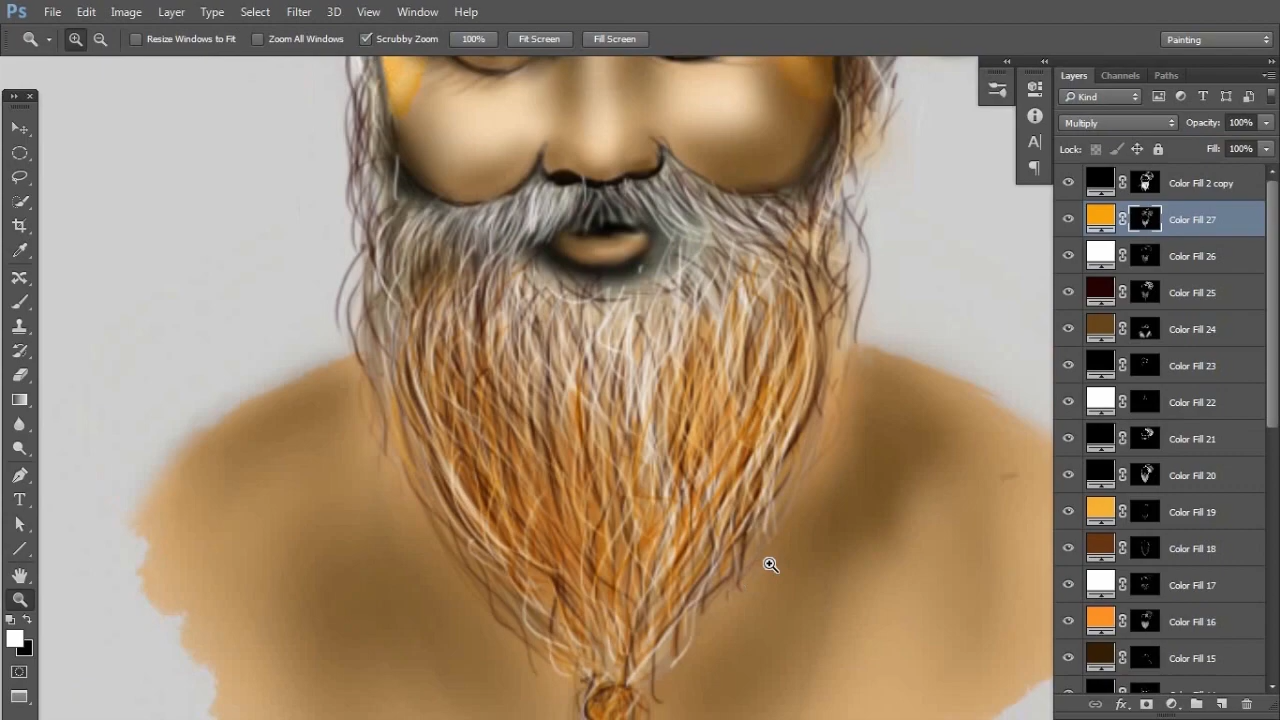 Ps File Edit Image Layer Type Select Filter 3D View Window Help
Resize Windows to Fit Zoom All Windows Scrubby Zoom 100% Fit Screen Fill Screen Painting
Layers Channels Paths
Kind
Multiply Opacity: 100%
Lock: Fill: 100%
Color Fill 2 copy
Color Fill 27
Color Fill 26
Color Fill 25
Color Fill 24
Color Fill 23
Color Fill 22
Color Fill 21
Color Fill 20
Color Fill 19
Color Fill 18
Color Fill 17
Color Fill 16
Color Fill 15